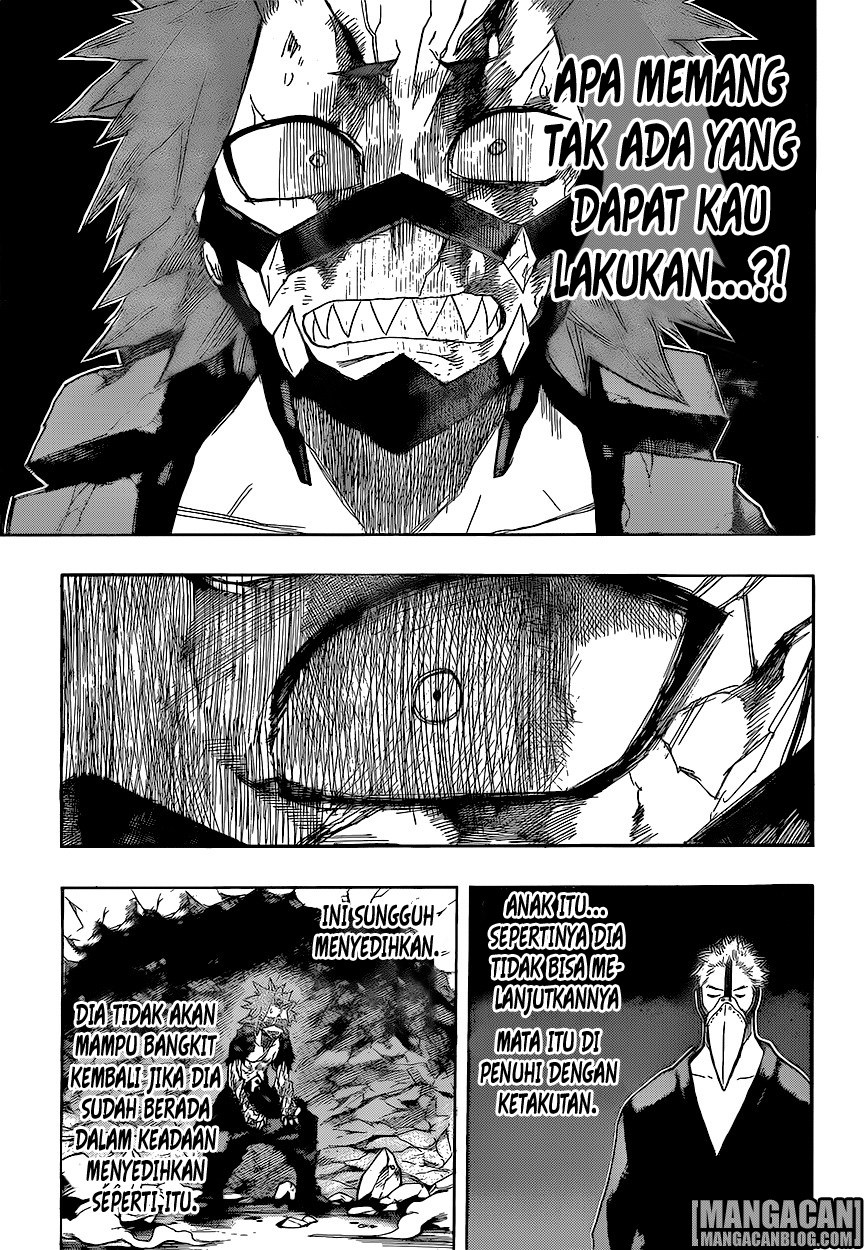 APA MEMANG
TAK ADA YANG
DAPAT KAU
LAKUKAN...?!
ANAK ITU...
SEPERTINYA DIA
TIDAK BISA ME-
LANJUTKANNYA
MATA ITU DI
PENUHI DENGAN
KETAKUTAN.
INI SUNGGUH
MENYEDIHKAN.
DIA TIDAK AKAN
MAMPU BANGKIT
KEMBALI JIKA DIA
SUDAH BERADA
DALAM KEADAAN
MENYEDIHKAN
SEPERTI ITU.
[MANGACAN]
MANGACANBLOG.COM